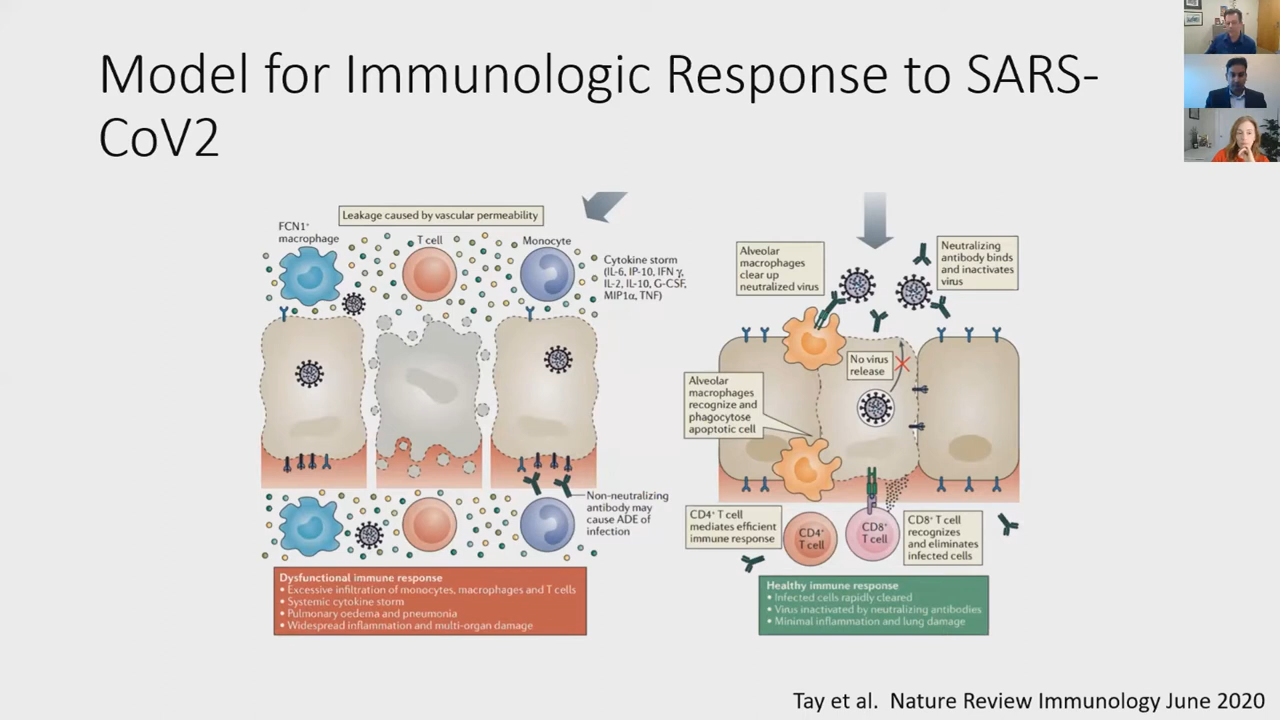 Model for Immunologic Response to SARS-
CoV2
Leakage caused by vascular permeability
FCN1⁺
macrophage
T cell
Monocyte
Cytokine storm
(IL-6, IP-10, IFNγ,
IL-2, IL-10, G-CSF,
MIP1α, TNF)
Non-neutralizing
antibody may
cause ADE of
infection
Dysfunctional immune response
• Excessive infiltration of monocytes, macrophages and T cells
• Systemic cytokine storm
• Pulmonary oedema and pneumonia
• Widespread inflammation and multi-organ damage
Alveolar
macrophages
clear up
neutralized virus
Neutralizing
antibody binds
and inactivates
virus
No virus
release
Alveolar
macrophages
recognize and
phagocytose
apoptotic cell
CD4⁺ T cell
mediates efficient
immune response
CD4⁺
T cell
CD8⁺
T cell
CD8⁺ T cell
recognizes
and eliminates
infected cells
Healthy immune response
• Infected cells rapidly cleared
• Virus inactivated by neutralizing antibodies
• Minimal inflammation and lung damage
Tay et al. Nature Review Immunology June 2020